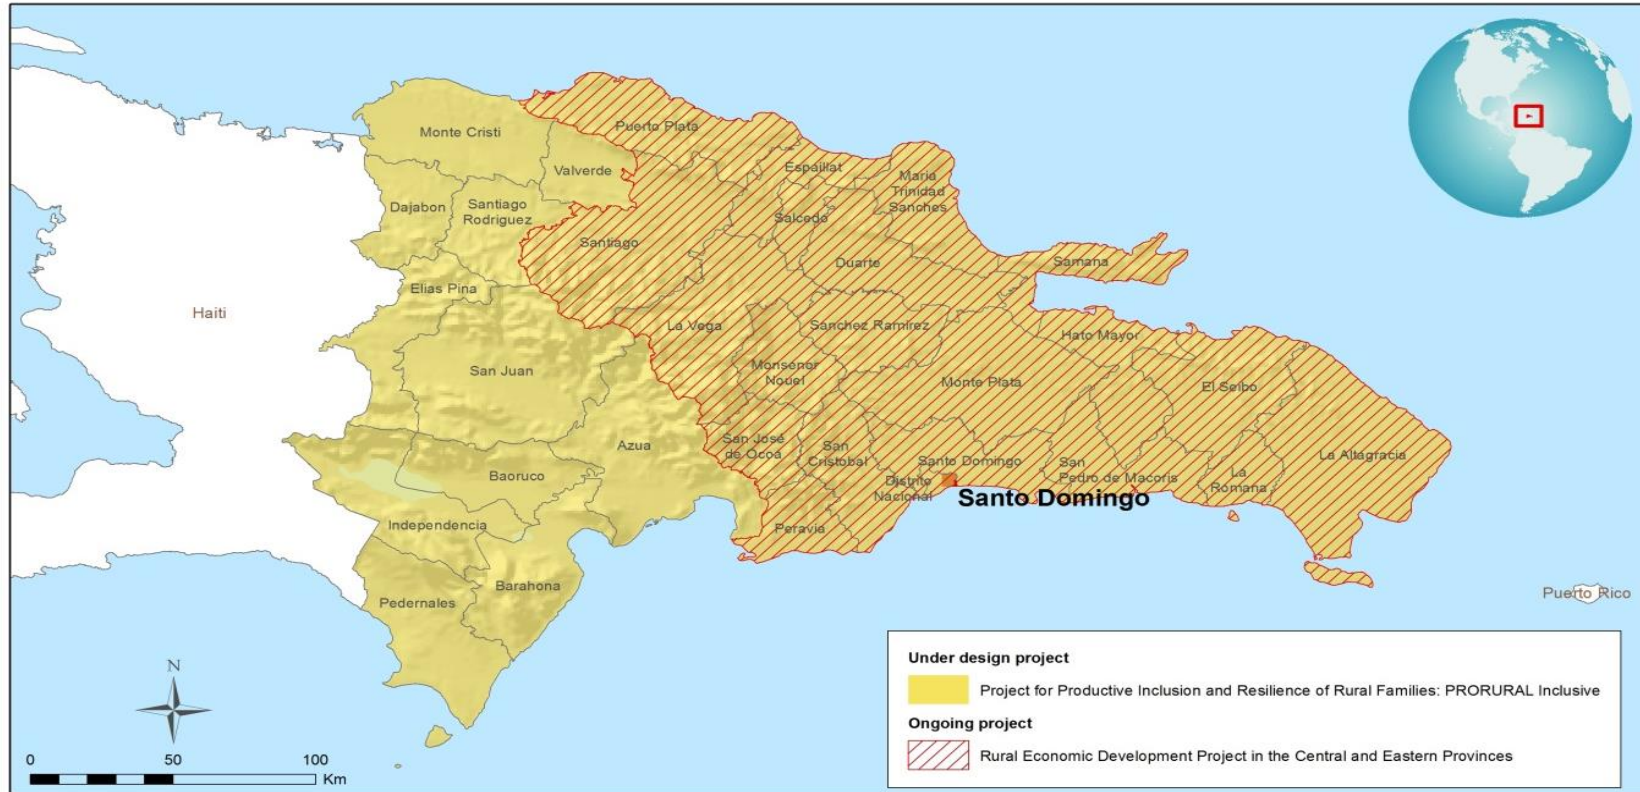 Monte Cristi
Puerto Plata
Valverde
Espaillat
Maria
Trinidad
Sanches
Dajabon
Santiago
Rodriguez
Salcedo
Santiago
Duarte
Samana
Elias Pina
Haiti
La Vega
Sanchez Ramirez
Hato Mayor
San Juan
Monsenor
Nouel
Monte Plata
El Seibo
Azua
San José
de Ocoa
San
Cristobal
Santo Domingo
San
Pedro de Macoris
La
Romana
La Altagracia
Baoruco
Distrito
Nacional
Santo Domingo
Independencia
Peravia
Barahona
Pedernales
Puerto Rico
N
0 50 100
Km
Under design project
Project for Productive Inclusion and Resilience of Rural Families: PRORURAL Inclusive
Ongoing project
Rural Economic Development Project in the Central and Eastern Provinces